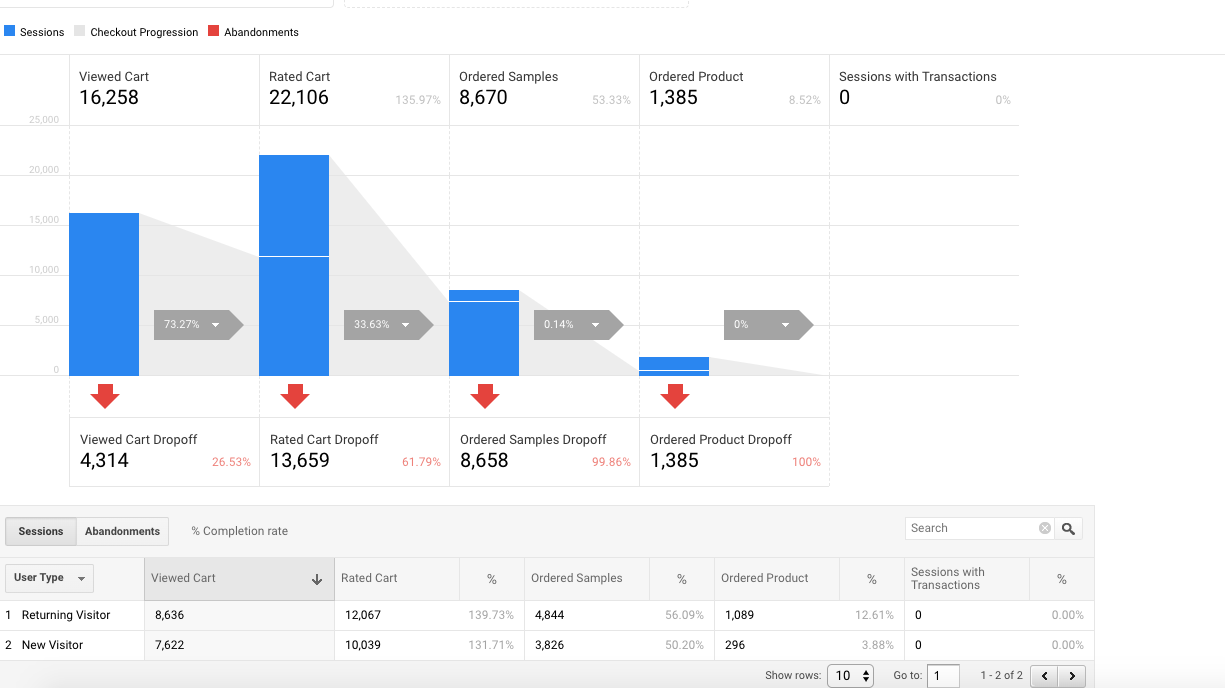 Sessions Checkout Progression Abandonments
Viewed Cart Rated Cart Ordered Samples Ordered Product Sessions with Transactions
16,258 22,106 135.97% 8,670 53.33% 1,385 8.52% 0 0%
25,000
20,000
15,000
10,000
5,000
73.27% 33.63% 0.14% 0%
0
Viewed Cart Dropoff Rated Cart Dropoff Ordered Samples Dropoff Ordered Product Dropoff
4,314 26.53% 13,659 61.79% 8,658 99.86% 1,385 100%
Sessions Abandonments % Completion rate Search
User Type Viewed Cart Rated Cart % Ordered Samples % Ordered Product % Sessions with Transactions %
1 Returning Visitor 8,636 12,067 139.73% 4,844 56.09% 1,089 12.61% 0 0.00%
2 New Visitor 7,622 10,039 131.71% 3,826 50.20% 296 3.88% 0 0.00%
Show rows: 10 Go to: 1 1 - 2 of 2